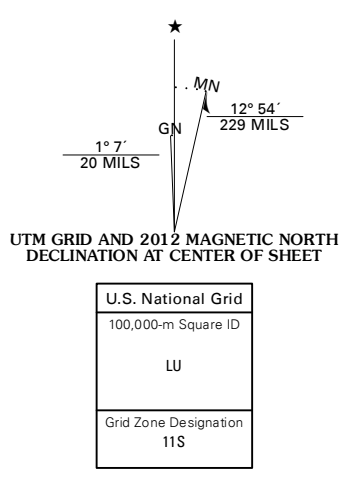 ★
MN
12° 54´
229 MILS
GN
1° 7´
20 MILS
UTM GRID AND 2012 MAGNETIC NORTH
DECLINATION AT CENTER OF SHEET
U.S. National Grid
100,000-m Square ID
LU
Grid Zone Designation
11S